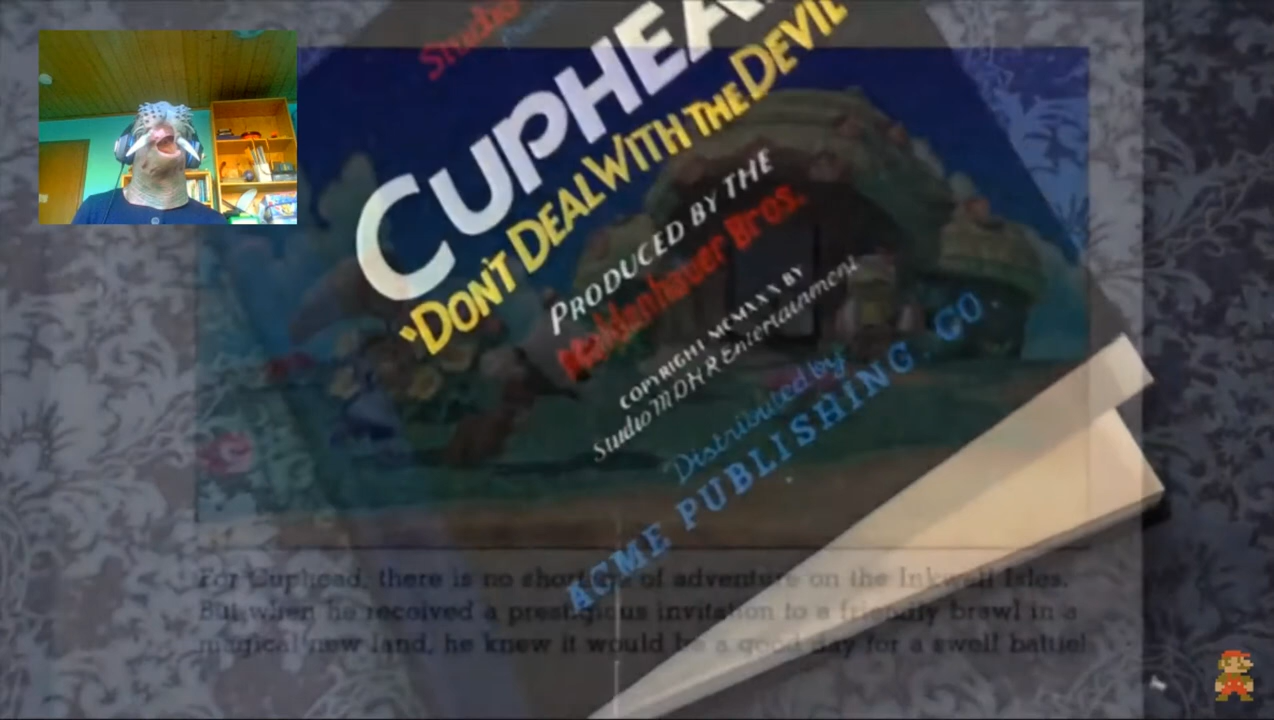 Studio
CUPHEA
"DON'T DEAL WITH THE DEVIL
PRODUCED BY THE
Moldenhauer Bros.
COPYRIGHT MCMXXX BY
Studio MDHR Entertainment
Distributed by
ACME PUBLISHING. CO.
For Cuphead, there is no shortage of adventure on the Inkwell Isles.
But when he received a prestigious invitation to a friendly brawl in a
magical new land, he knew it would be a good day for a swell battle!